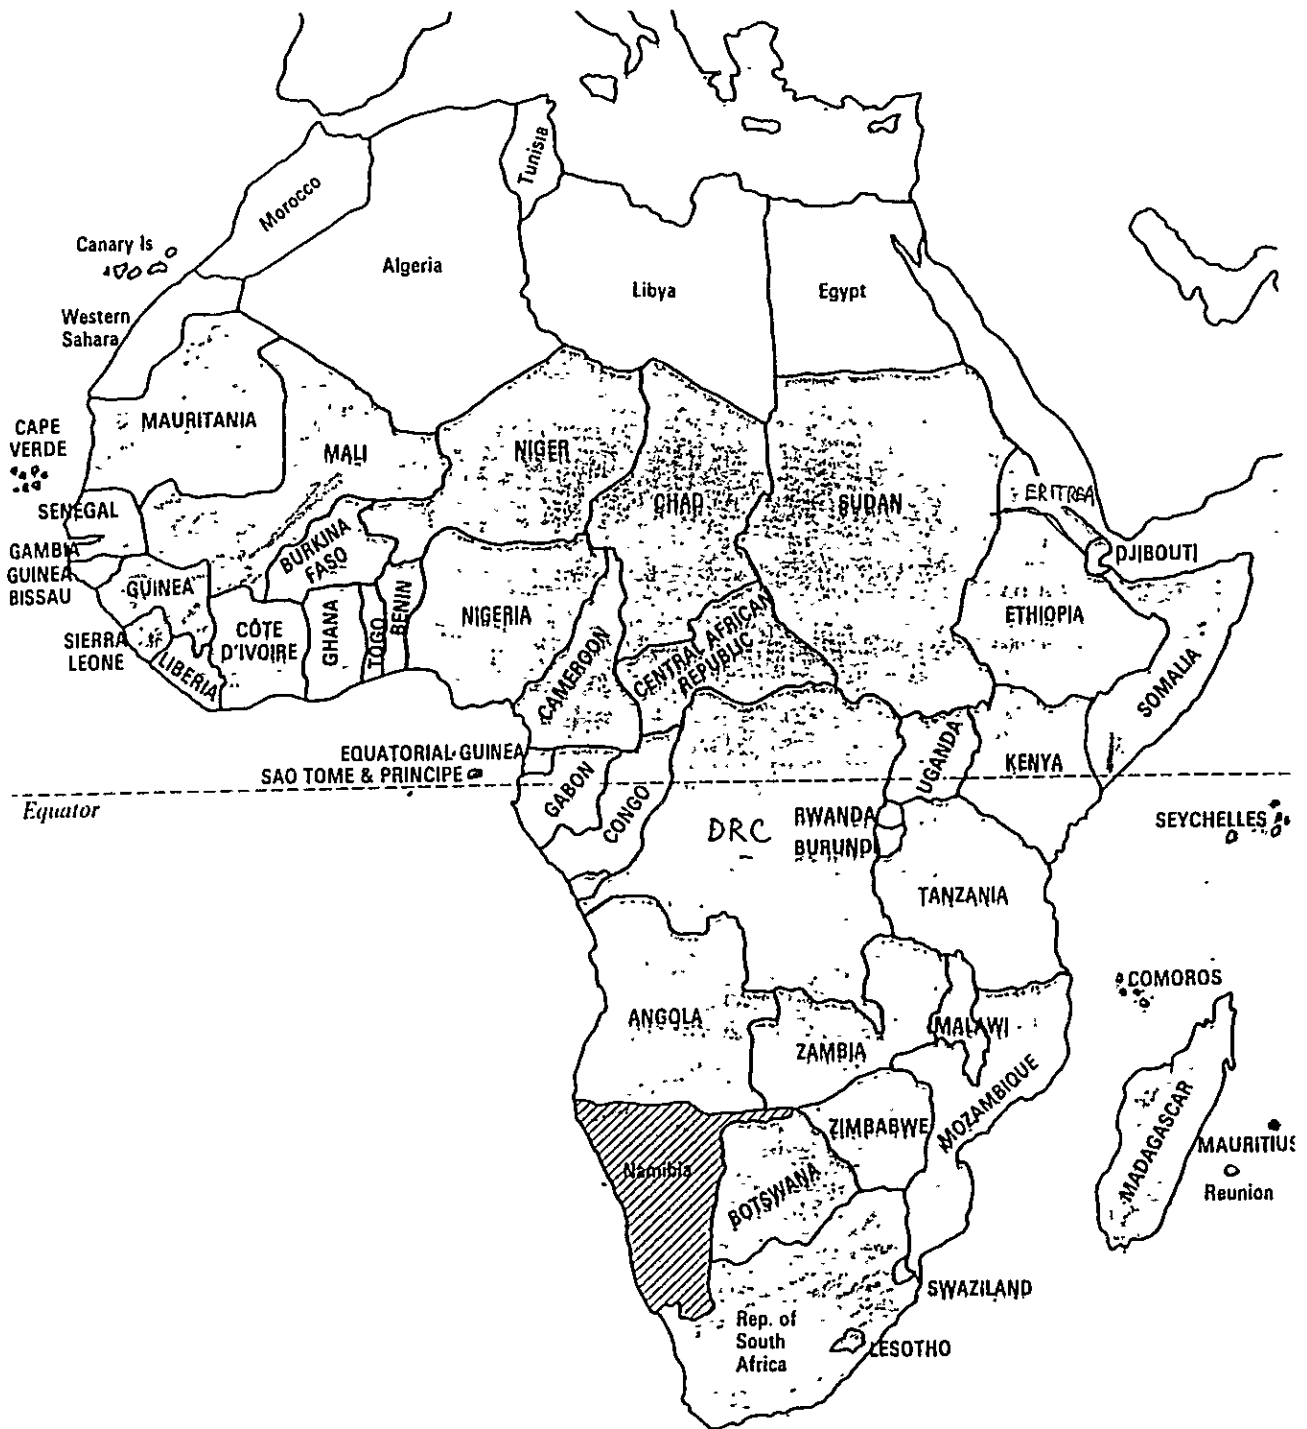 Tunisia
Morocco
Canary Is
Algeria
Libya
Egypt
Western
Sahara
MAURITANIA
CAPE
VERDE
MALI
NIGER
CHAD
SUDAN
ERITREA
SENEGAL
GAMBIA
GUINEA
BISSAU
GUINEA
BURKINA
FASO
DJIBOUTI
SIERRA
LEONE
LIBERIA
CÔTE
D'IVOIRE
GHANA
TOGO
BENIN
NIGERIA
CAMEROON
CENTRAL AFRICAN
REPUBLIC
ETHIOPIA
SOMALIA
EQUATORIAL GUINEA
SAO TOME & PRINCIPE
GABON
CONGO
UGANDA
KENYA
Equator
DRC
RWANDA
BURUNDI
SEYCHELLES
TANZANIA
COMOROS
ANGOLA
ZAMBIA
MALAWI
MOZAMBIQUE
ZIMBABWE
MADAGASCAR
MAURITIUS
Reunion
Namibia
BOTSWANA
SWAZILAND
Rep. of
South
Africa
LESOTHO